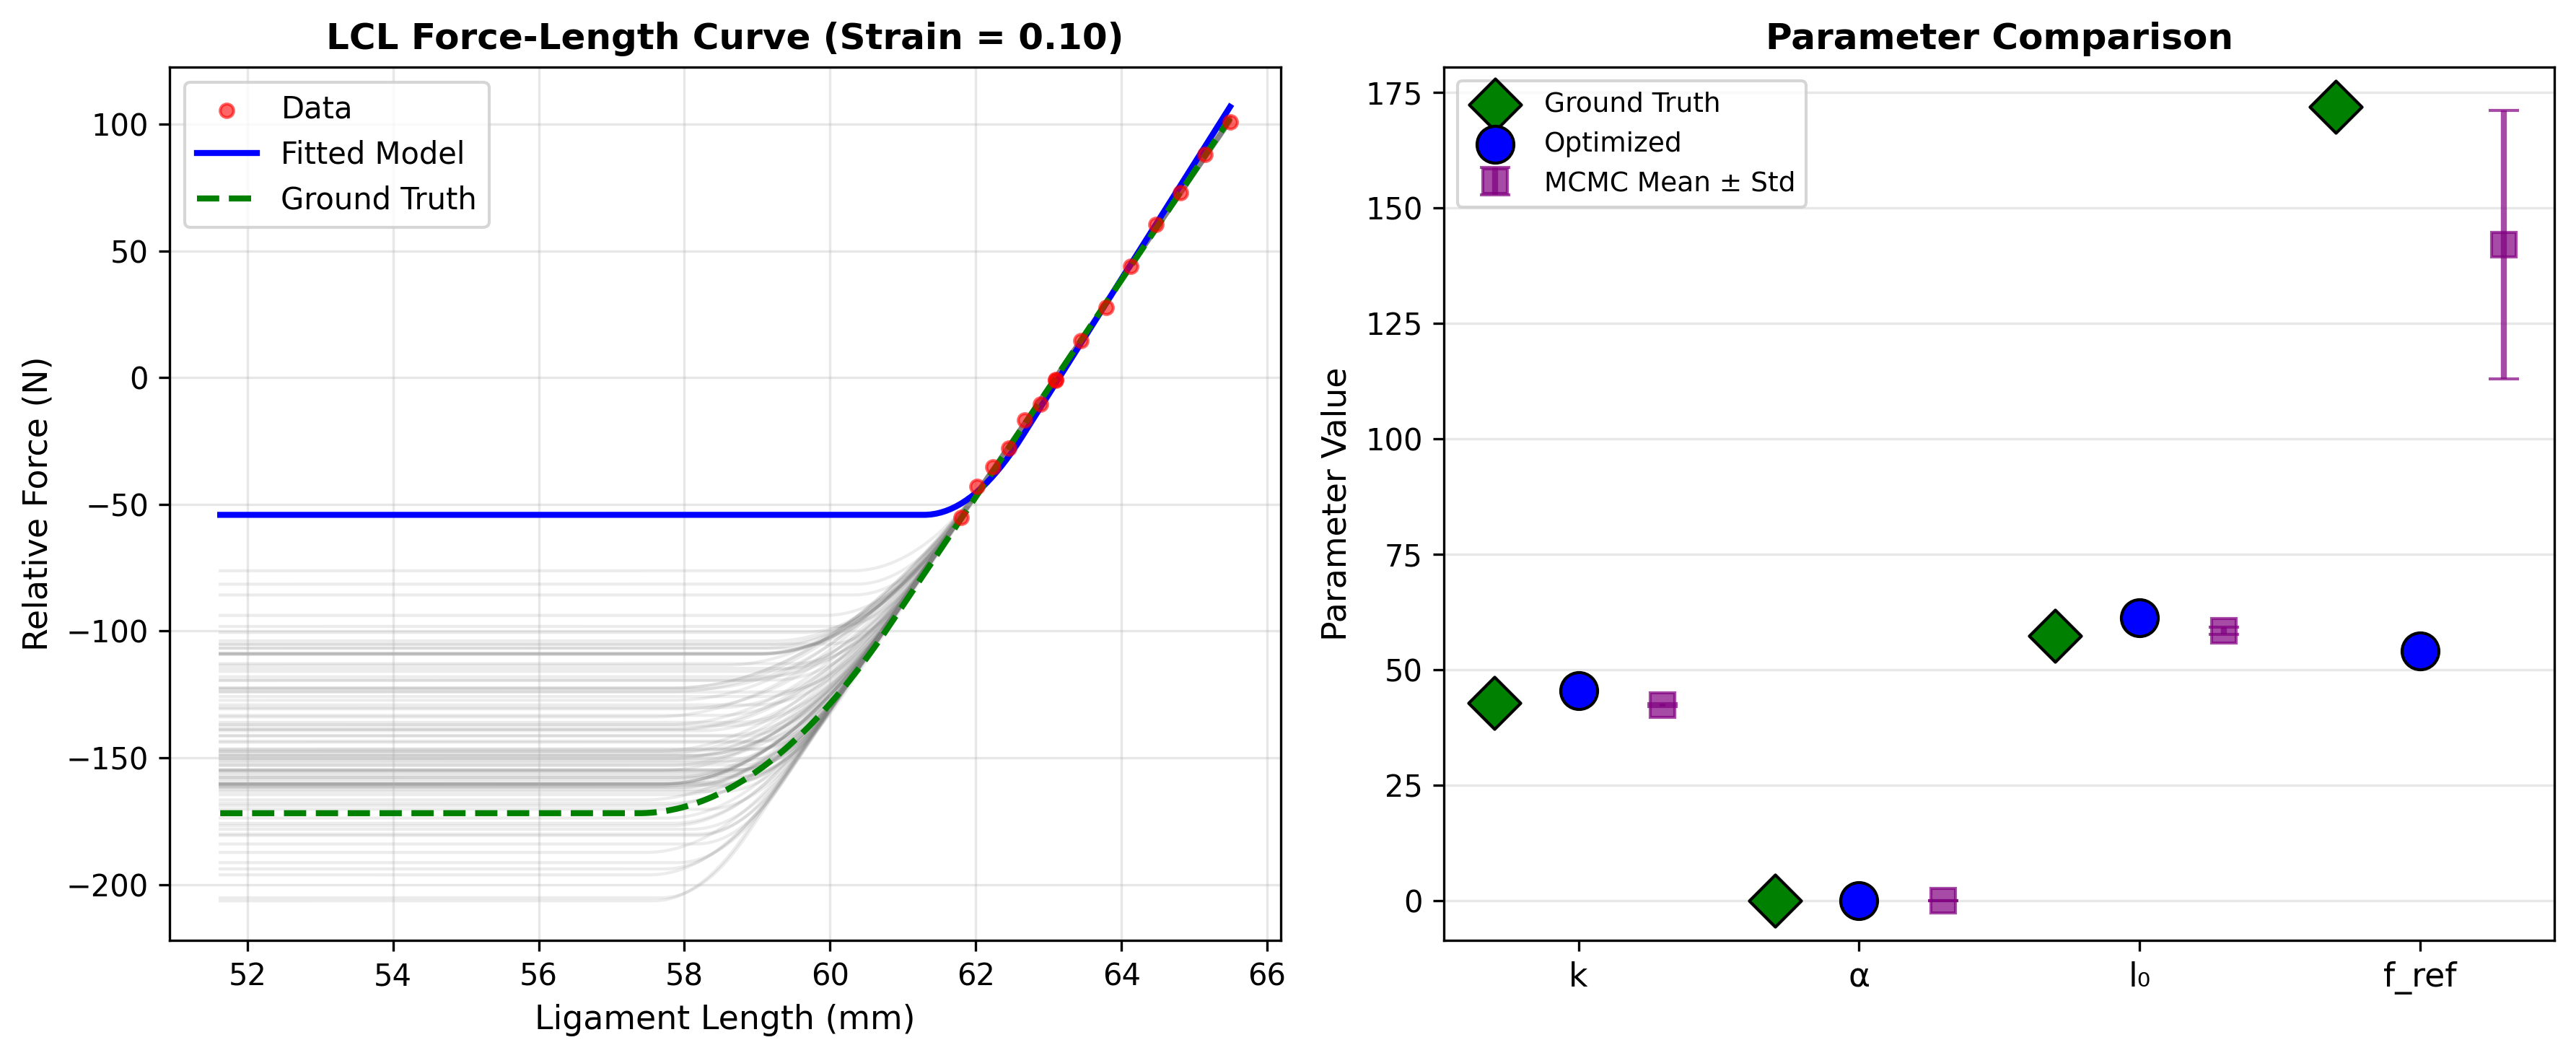 LCL Force-Length Curve (Strain = 0.10)
Data
Fitted Model
Ground Truth
Relative Force (N)
100
50
0
−50
−100
−150
−200
52 54 56 58 60 62 64 66
Ligament Length (mm)
Parameter Comparison
Ground Truth
Optimized
MCMC Mean ± Std
Parameter Value
175
150
125
100
75
50
25
0
k α l₀ f_ref